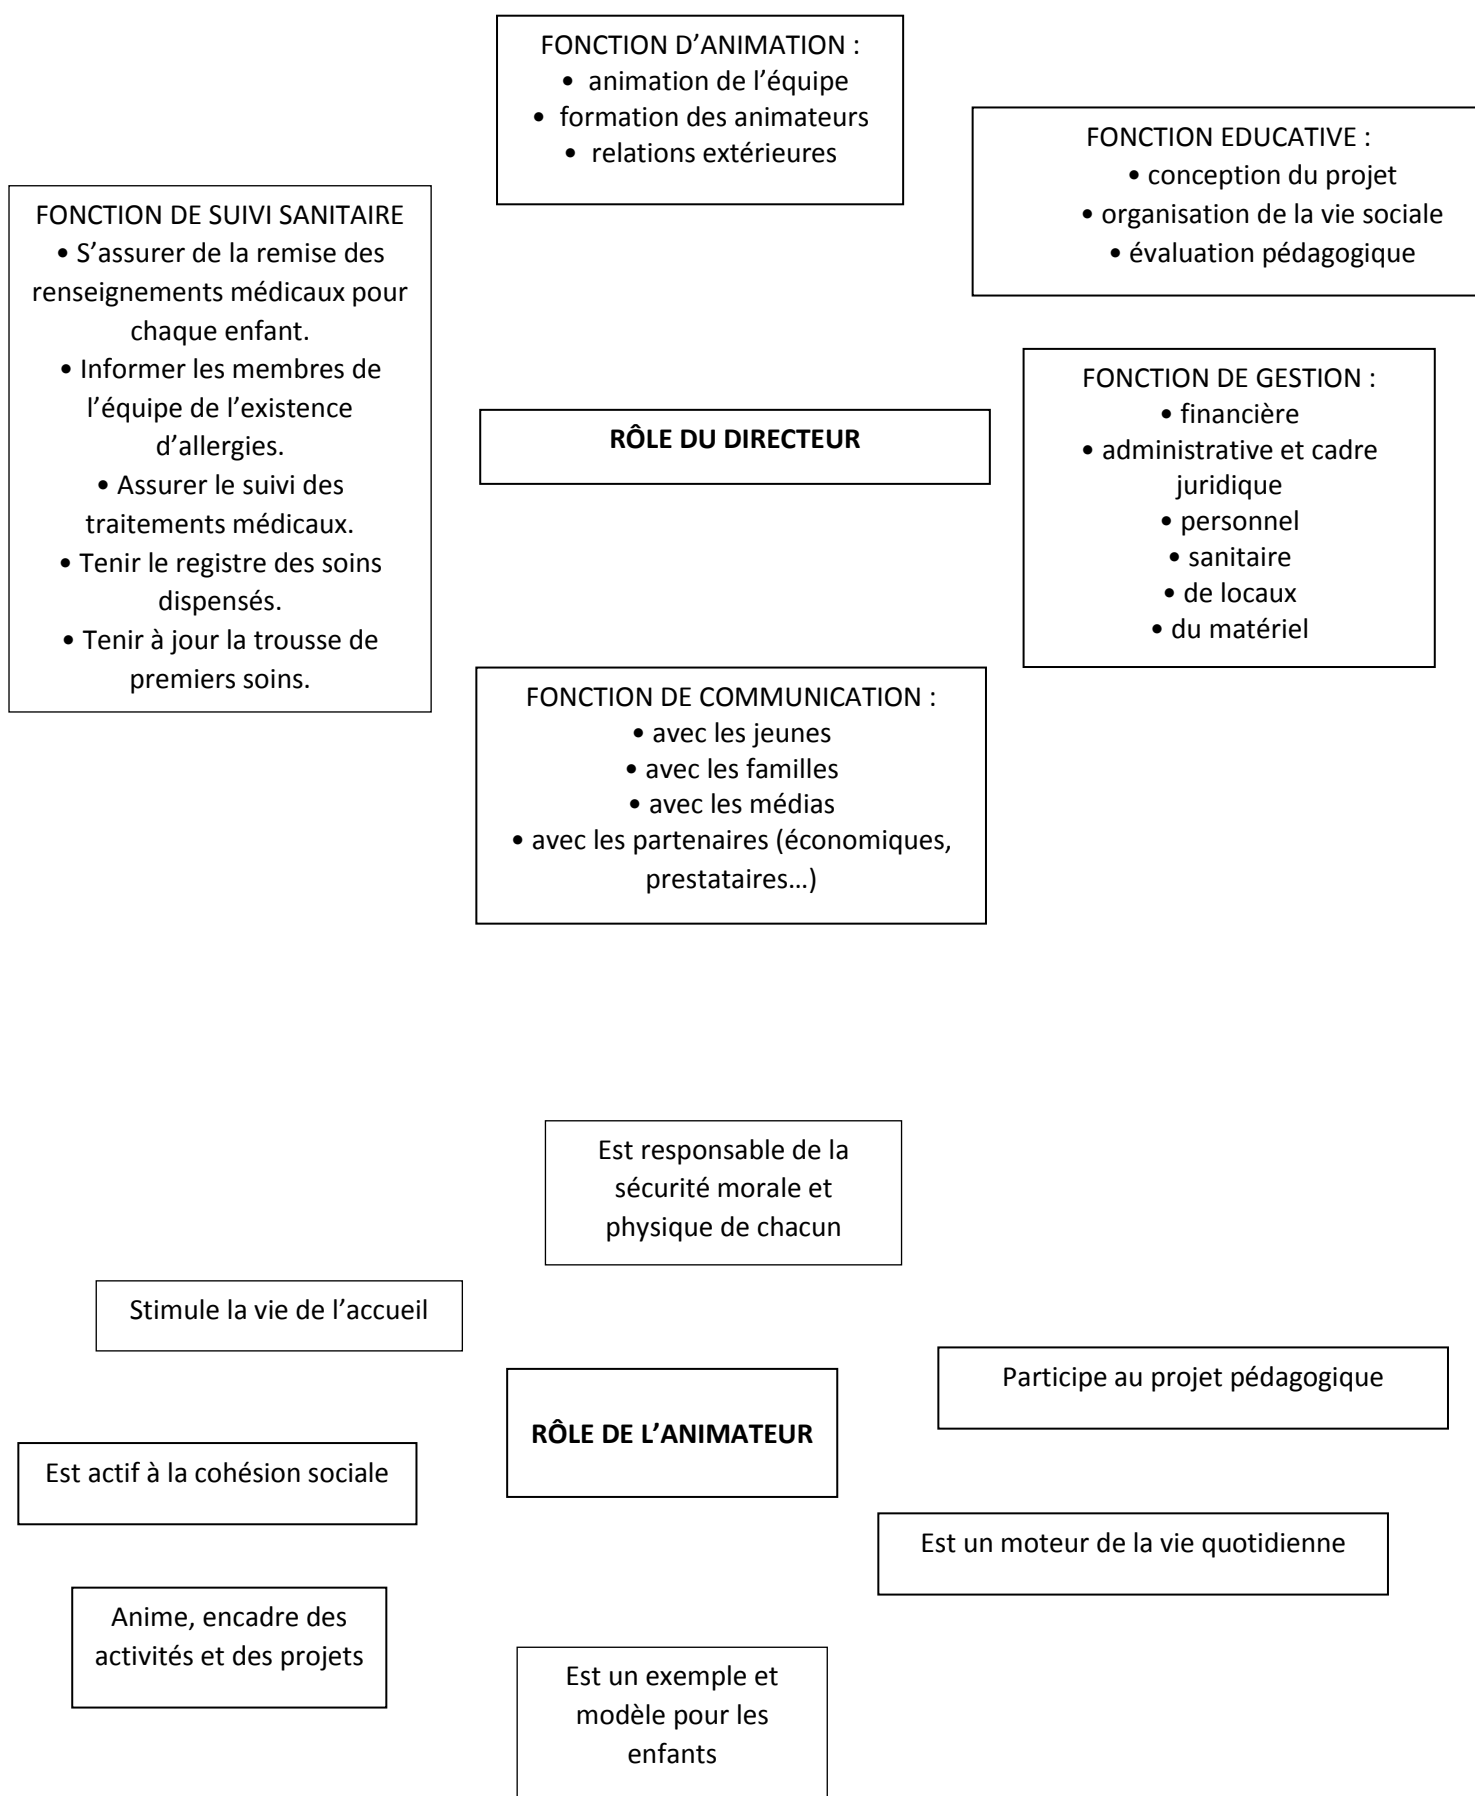 FONCTION D’ANIMATION :
• animation de l’équipe
• formation des animateurs
• relations extérieures
FONCTION EDUCATIVE :
• conception du projet
• organisation de la vie sociale
• évaluation pédagogique
FONCTION DE SUIVI SANITAIRE
• S’assurer de la remise des
renseignements médicaux pour
chaque enfant.
• Informer les membres de
l’équipe de l’existence
d’allergies.
• Assurer le suivi des
traitements médicaux.
• Tenir le registre des soins
dispensés.
• Tenir à jour la trousse de
premiers soins.
RÔLE DU DIRECTEUR
FONCTION DE GESTION :
• financière
• administrative et cadre
juridique
• personnel
• sanitaire
• de locaux
• du matériel
FONCTION DE COMMUNICATION :
• avec les jeunes
• avec les familles
• avec les médias
• avec les partenaires (économiques,
prestataires…)
Est responsable de la
sécurité morale et
physique de chacun
Stimule la vie de l’accueil
Participe au projet pédagogique
RÔLE DE L’ANIMATEUR
Est actif à la cohésion sociale
Est un moteur de la vie quotidienne
Anime, encadre des
activités et des projets
Est un exemple et
modèle pour les
enfants